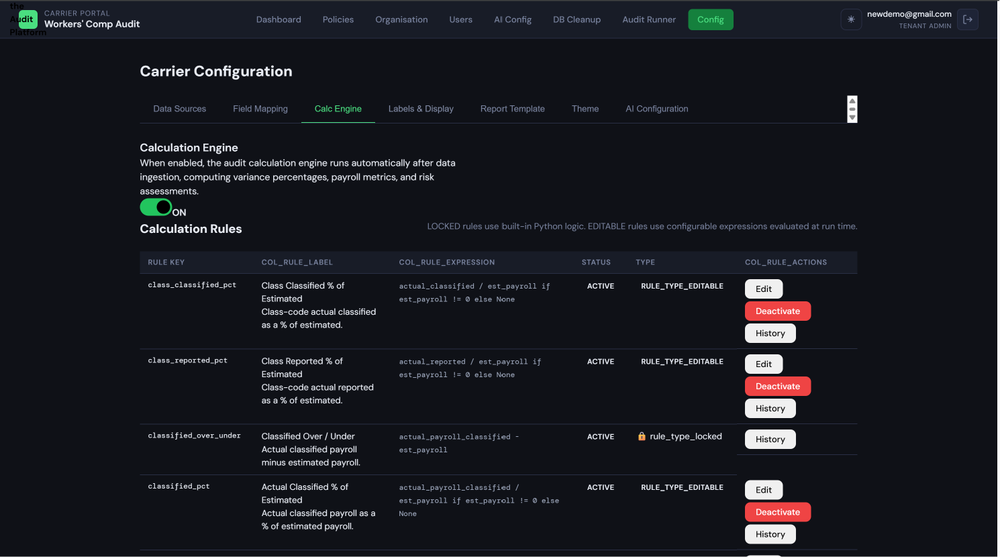 the
Audit
Platform
CARRIER PORTAL
Workers' Comp Audit
Dashboard
Policies
Organisation
Users
AI Config
DB Cleanup
Audit Runner
Config
newdemo@gmail.com
TENANT ADMIN
Carrier Configuration
Data Sources
Field Mapping
Calc Engine
Labels & Display
Report Template
Theme
AI Configuration
Calculation Engine
When enabled, the audit calculation engine runs automatically after data
ingestion, computing variance percentages, payroll metrics, and risk
assessments.
ON
Calculation Rules
LOCKED rules use built-in Python logic. EDITABLE rules use configurable expressions evaluated at run time.
RULE KEY
COL_RULE_LABEL
COL_RULE_EXPRESSION
STATUS
TYPE
COL_RULE_ACTIONS
class_classified_pct
Class Classified % of
Estimated
Class-code actual classified
as a % of estimated.
actual_classified / est_payroll if
est_payroll != 0 else None
ACTIVE
RULE_TYPE_EDITABLE
Edit
Deactivate
History
class_reported_pct
Class Reported % of
Estimated
Class-code actual reported
as a % of estimated.
actual_reported / est_payroll if
est_payroll != 0 else None
ACTIVE
RULE_TYPE_EDITABLE
Edit
Deactivate
History
classified_over_under
Classified Over / Under
Actual classified payroll
minus estimated payroll.
actual_payroll_classified -
est_payroll
ACTIVE
🔒 rule_type_locked
History
classified_pct
Actual Classified % of
Estimated
Actual classified payroll as a
% of estimated payroll.
actual_payroll_classified /
est_payroll if est_payroll != 0 else
None
ACTIVE
RULE_TYPE_EDITABLE
Edit
Deactivate
History